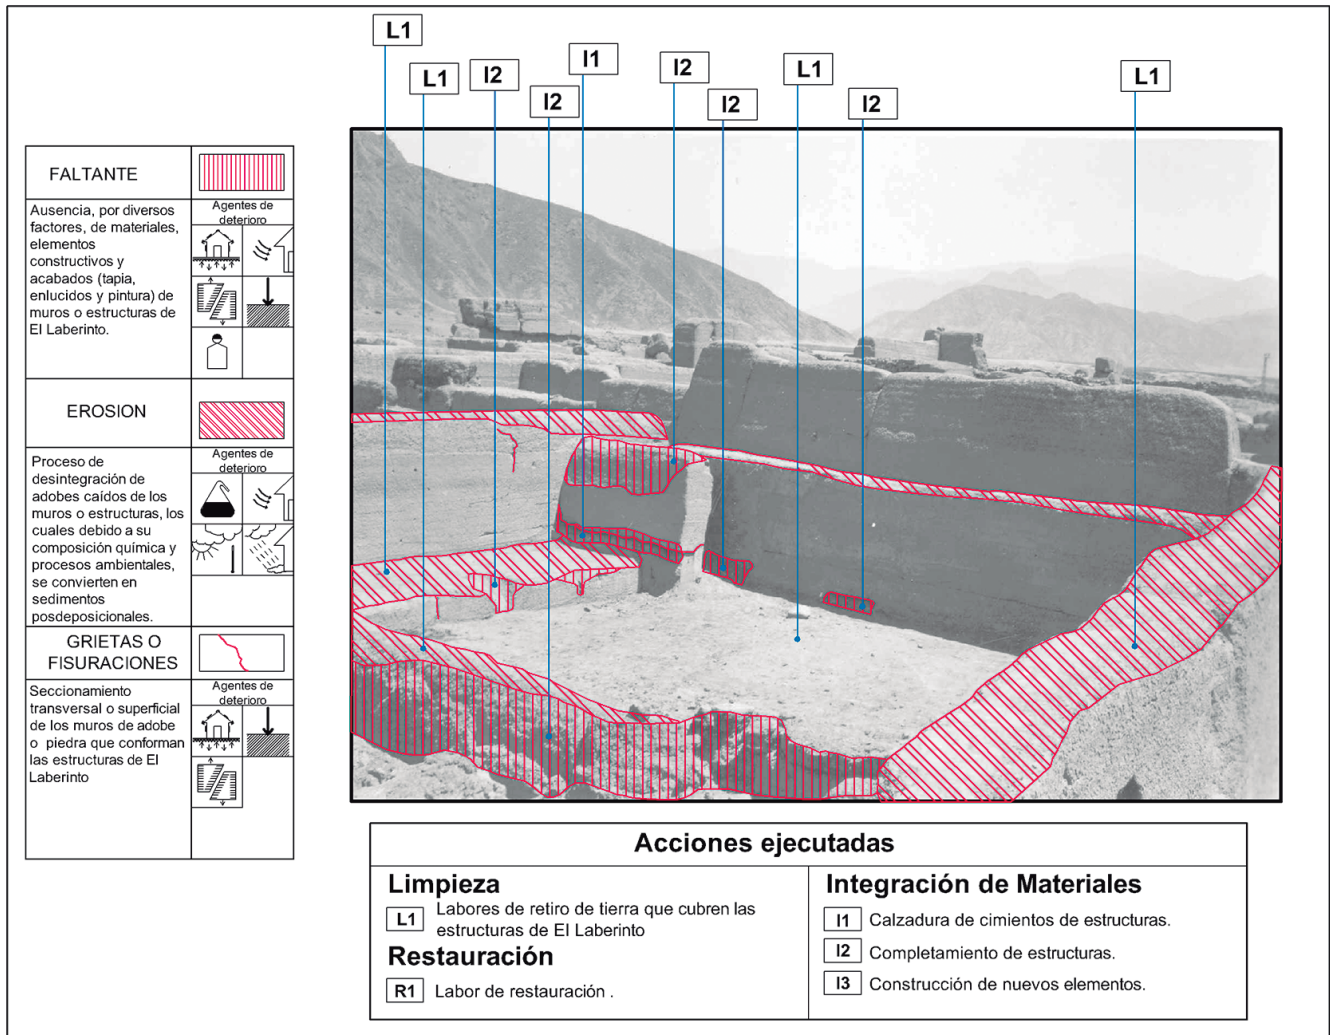 L1
L1
I2
I2
I1
I2
I2
L1
I2
L1
FALTANTE
Ausencia, por diversos
factores, de materiales,
elementos
constructivos y
acabados (tapia,
enlucidos y pintura) de
muros o estructuras de
El Laberinto.
Agentes de
deterioro
EROSION
Proceso de
desintegración de
adobes caídos de los
muros o estructuras, los
cuales debido a su
composición química y
procesos ambientales,
se convierten en
sedimentos
posdeposicionales.
Agentes de
deterioro
GRIETAS O
FISURACIONES
Seccionamiento
transversal o superficial
de los muros de adobe
o piedra que conforman
las estructuras de El
Laberinto
Agentes de
deterioro
Acciones ejecutadas
Limpieza
L1 Labores de retiro de tierra que cubren las
estructuras de El Laberinto
Restauración
R1 Labor de restauración .
Integración de Materiales
I1 Calzadura de cimientos de estructuras.
I2 Completamiento de estructuras.
I3 Construcción de nuevos elementos.